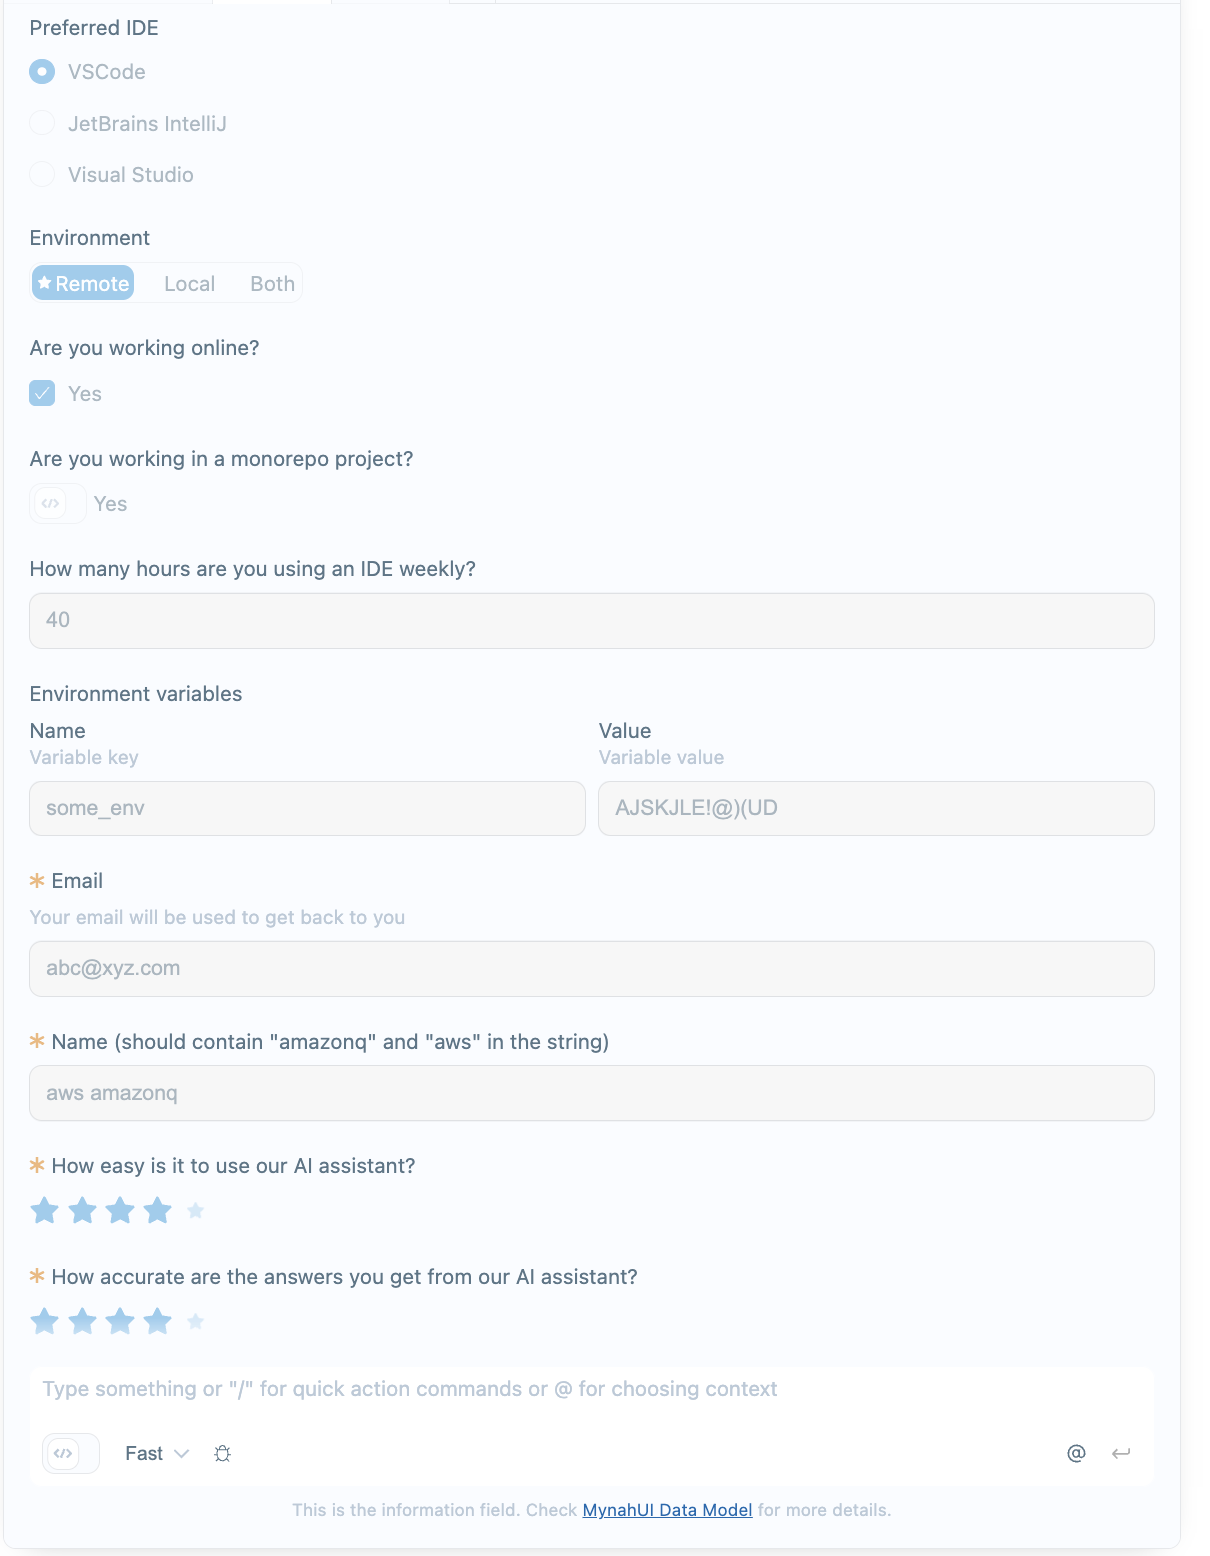 Preferred IDE
VSCode
JetBrains IntelliJ
Visual Studio
Environment
Remote Local Both
Are you working online?
Yes
Are you working in a monorepo project?
Yes
How many hours are you using an IDE weekly?
40
Environment variables
Name Value
Variable key Variable value
some_env AJSKJLE!@)(UD
* Email
Your email will be used to get back to you
abc@xyz.com
* Name (should contain "amazonq" and "aws" in the string)
aws amazonq
* How easy is it to use our AI assistant?
* How accurate are the answers you get from our AI assistant?
Type something or "/" for quick action commands or @ for choosing context
</> Fast @
This is the information field. Check MynahUI Data Model for more details.